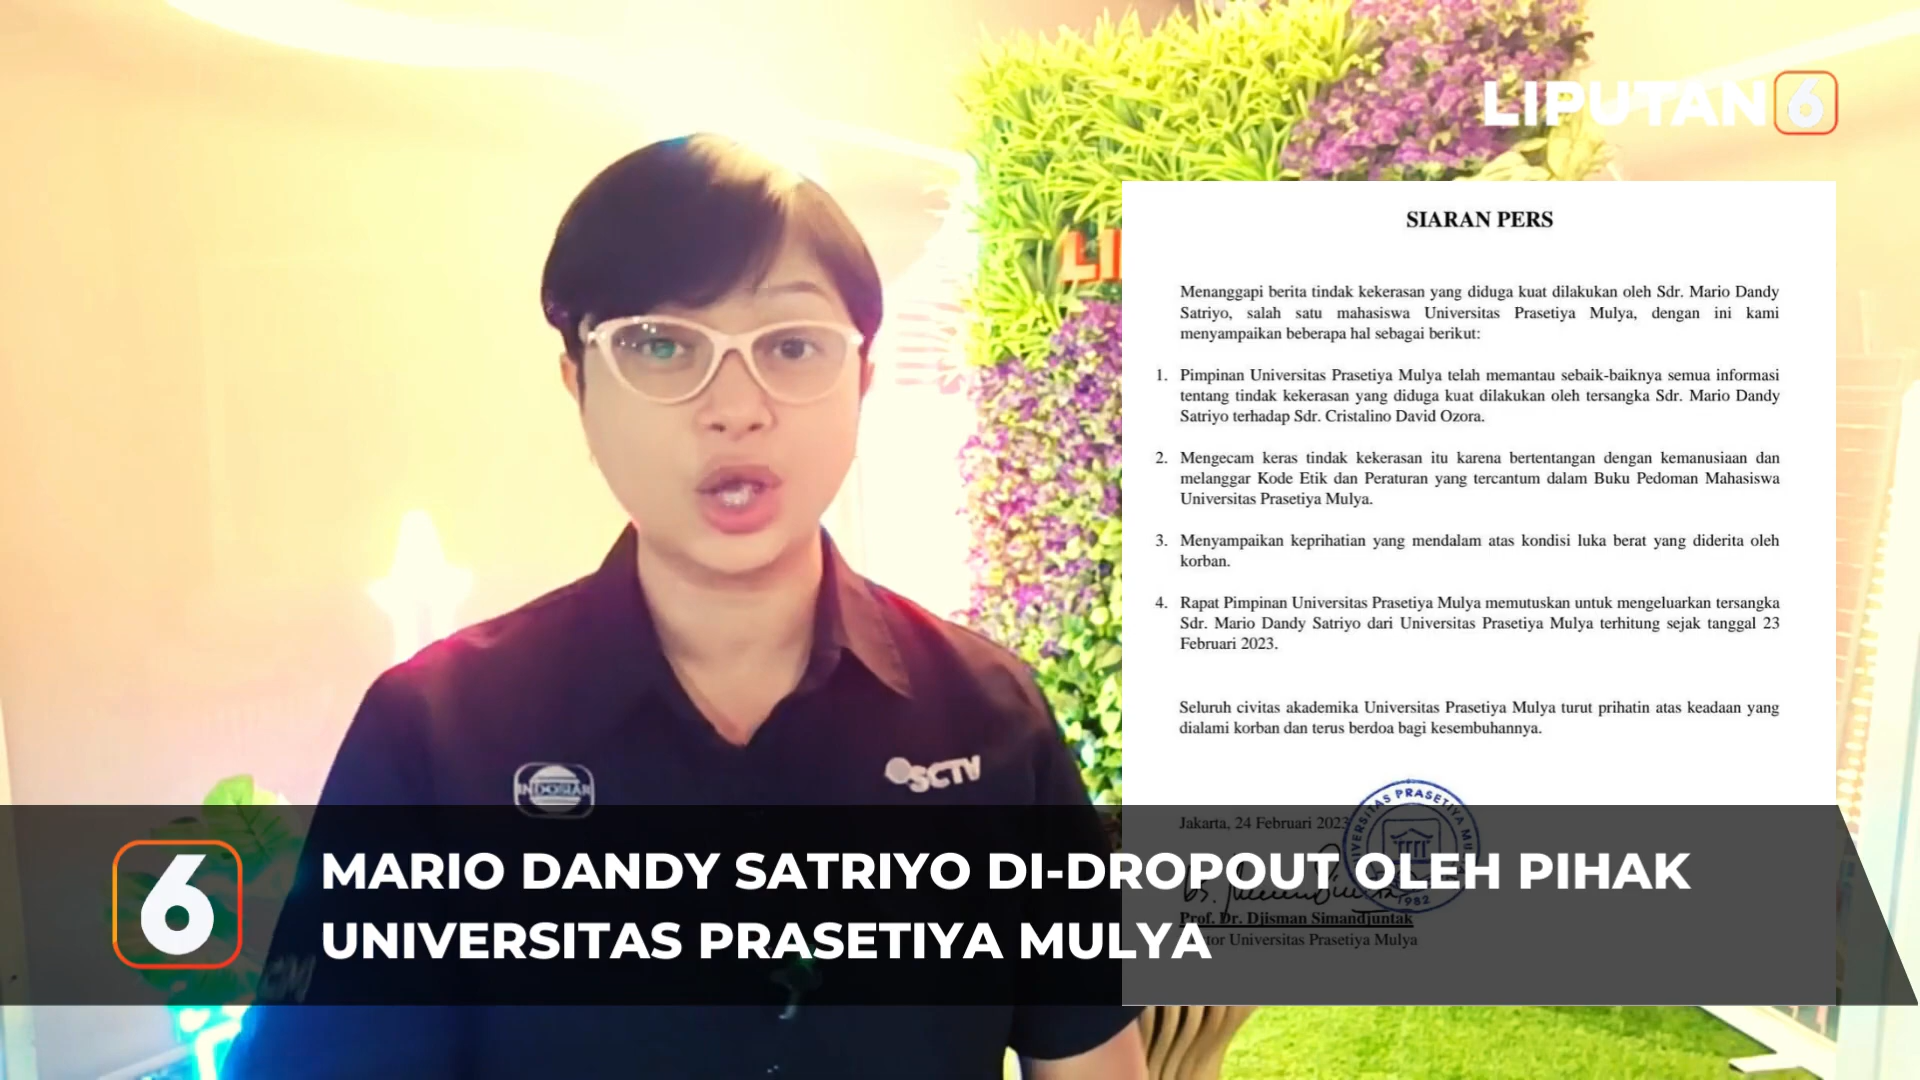 LIPUTAN 6
LI
SIARAN PERS
Menanggapi berita tindak kekerasan yang diduga kuat dilakukan oleh Sdr. Mario Dandy
Satriyo, salah satu mahasiswa Universitas Prasetiya Mulya, dengan ini kami
menyampaikan beberapa hal sebagai berikut:
1. Pimpinan Universitas Prasetiya Mulya telah memantau sebaik-baiknya semua informasi
tentang tindak kekerasan yang diduga kuat dilakukan oleh tersangka Sdr. Mario Dandy
Satriyo terhadap Sdr. Cristalino David Ozora.
2. Mengecam keras tindak kekerasan itu karena bertentangan dengan kemanusiaan dan
melanggar Kode Etik dan Peraturan yang tercantum dalam Buku Pedoman Mahasiswa
Universitas Prasetiya Mulya.
3. Menyampaikan keprihatian yang mendalam atas kondisi luka berat yang diderita oleh
korban.
4. Rapat Pimpinan Universitas Prasetiya Mulya memutuskan untuk mengeluarkan tersangka
Sdr. Mario Dandy Satriyo dari Universitas Prasetiya Mulya terhitung sejak tanggal 23
Februari 2023.
Seluruh civitas akademika Universitas Prasetiya Mulya turut prihatin atas keadaan yang
dialami korban dan terus berdoa bagi kesembuhannya.
INDOSIAR
SCTV
Jakarta, 24 Februari 2023
UNIVERSITAS PRASETIYA MU
1982
Prof. Dr. Djisman Simandjuntak
tor Universitas Prasetiya Mulya
6
MARIO DANDY SATRIYO DI-DROPOUT OLEH PIHAK
UNIVERSITAS PRASETIYA MULYA